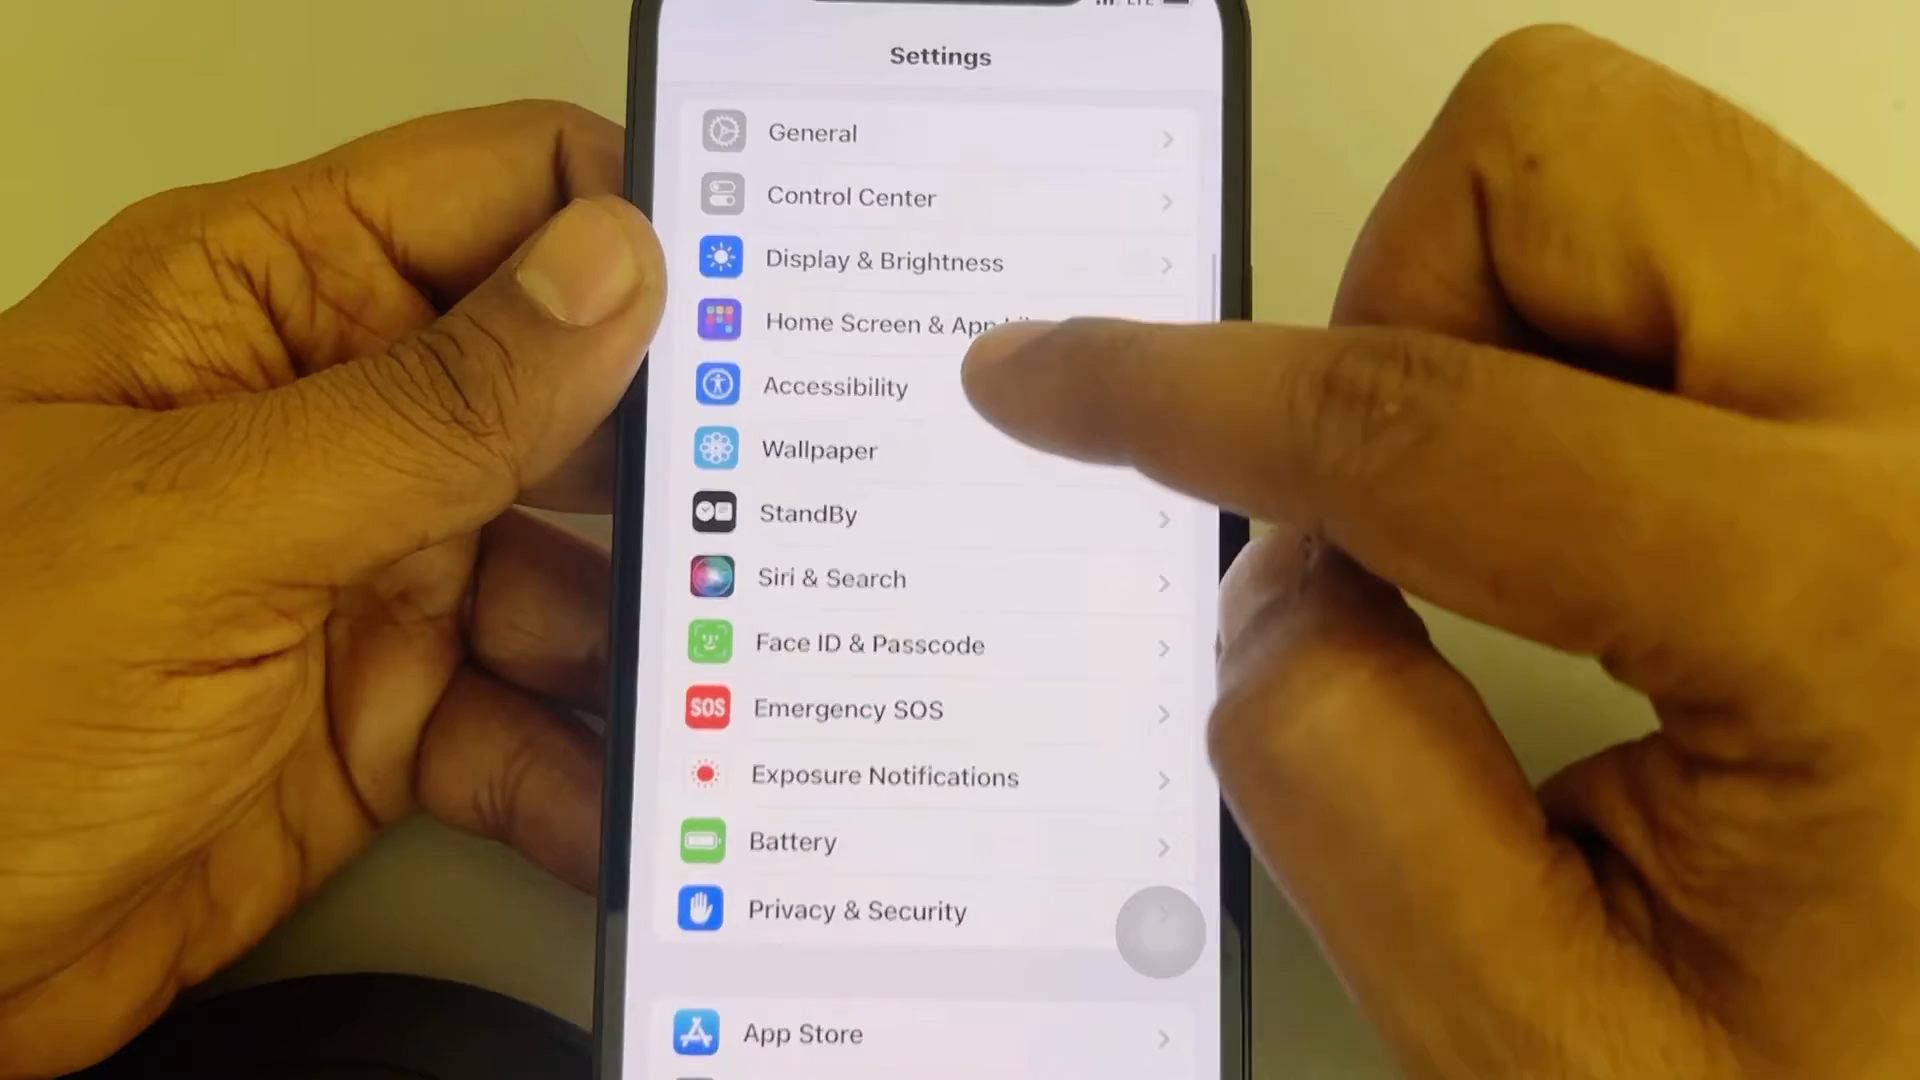 Settings
General
Control Center
Display & Brightness
Home Screen & App
Accessibility
Wallpaper
StandBy
Siri & Search
Face ID & Passcode
SOS
Emergency SOS
Exposure Notifications
Battery
Privacy & Security
App Store